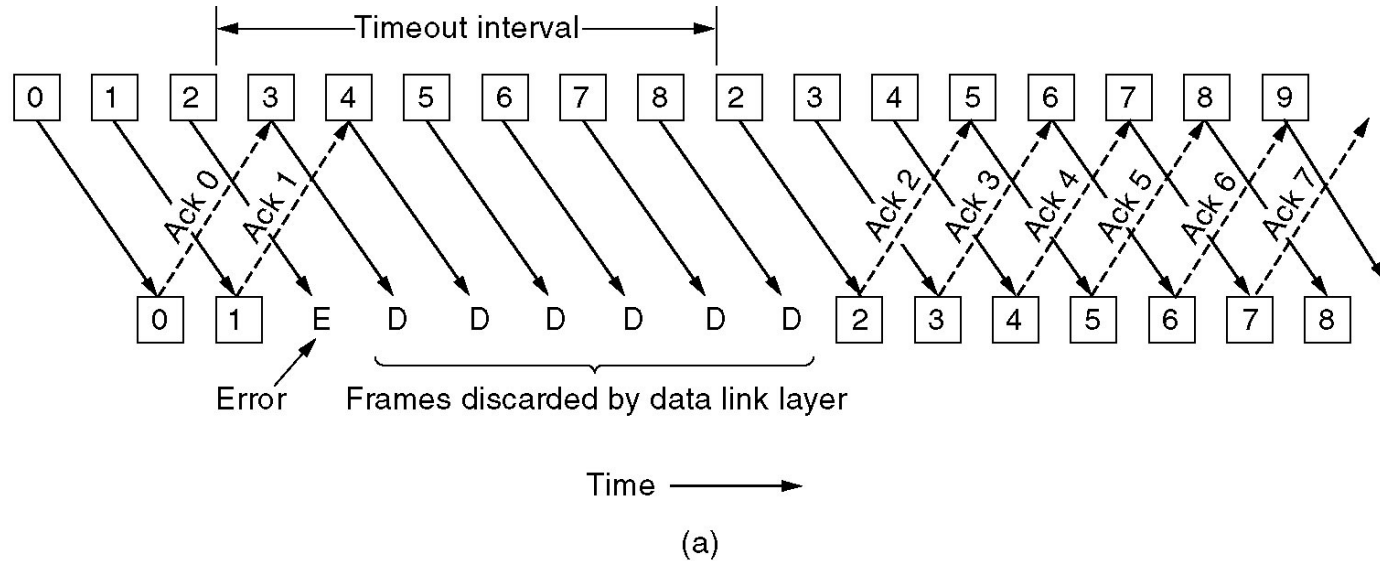 Timeout interval
0 1 2 3 4 5 6 7 8 2 3 4 5 6 7 8 9
Ack 0 Ack 1 Ack 2 Ack 3 Ack 4 Ack 5 Ack 6 Ack 7
0 1 E D D D D D D 2 3 4 5 6 7 8
Error Frames discarded by data link layer
Time
(a)